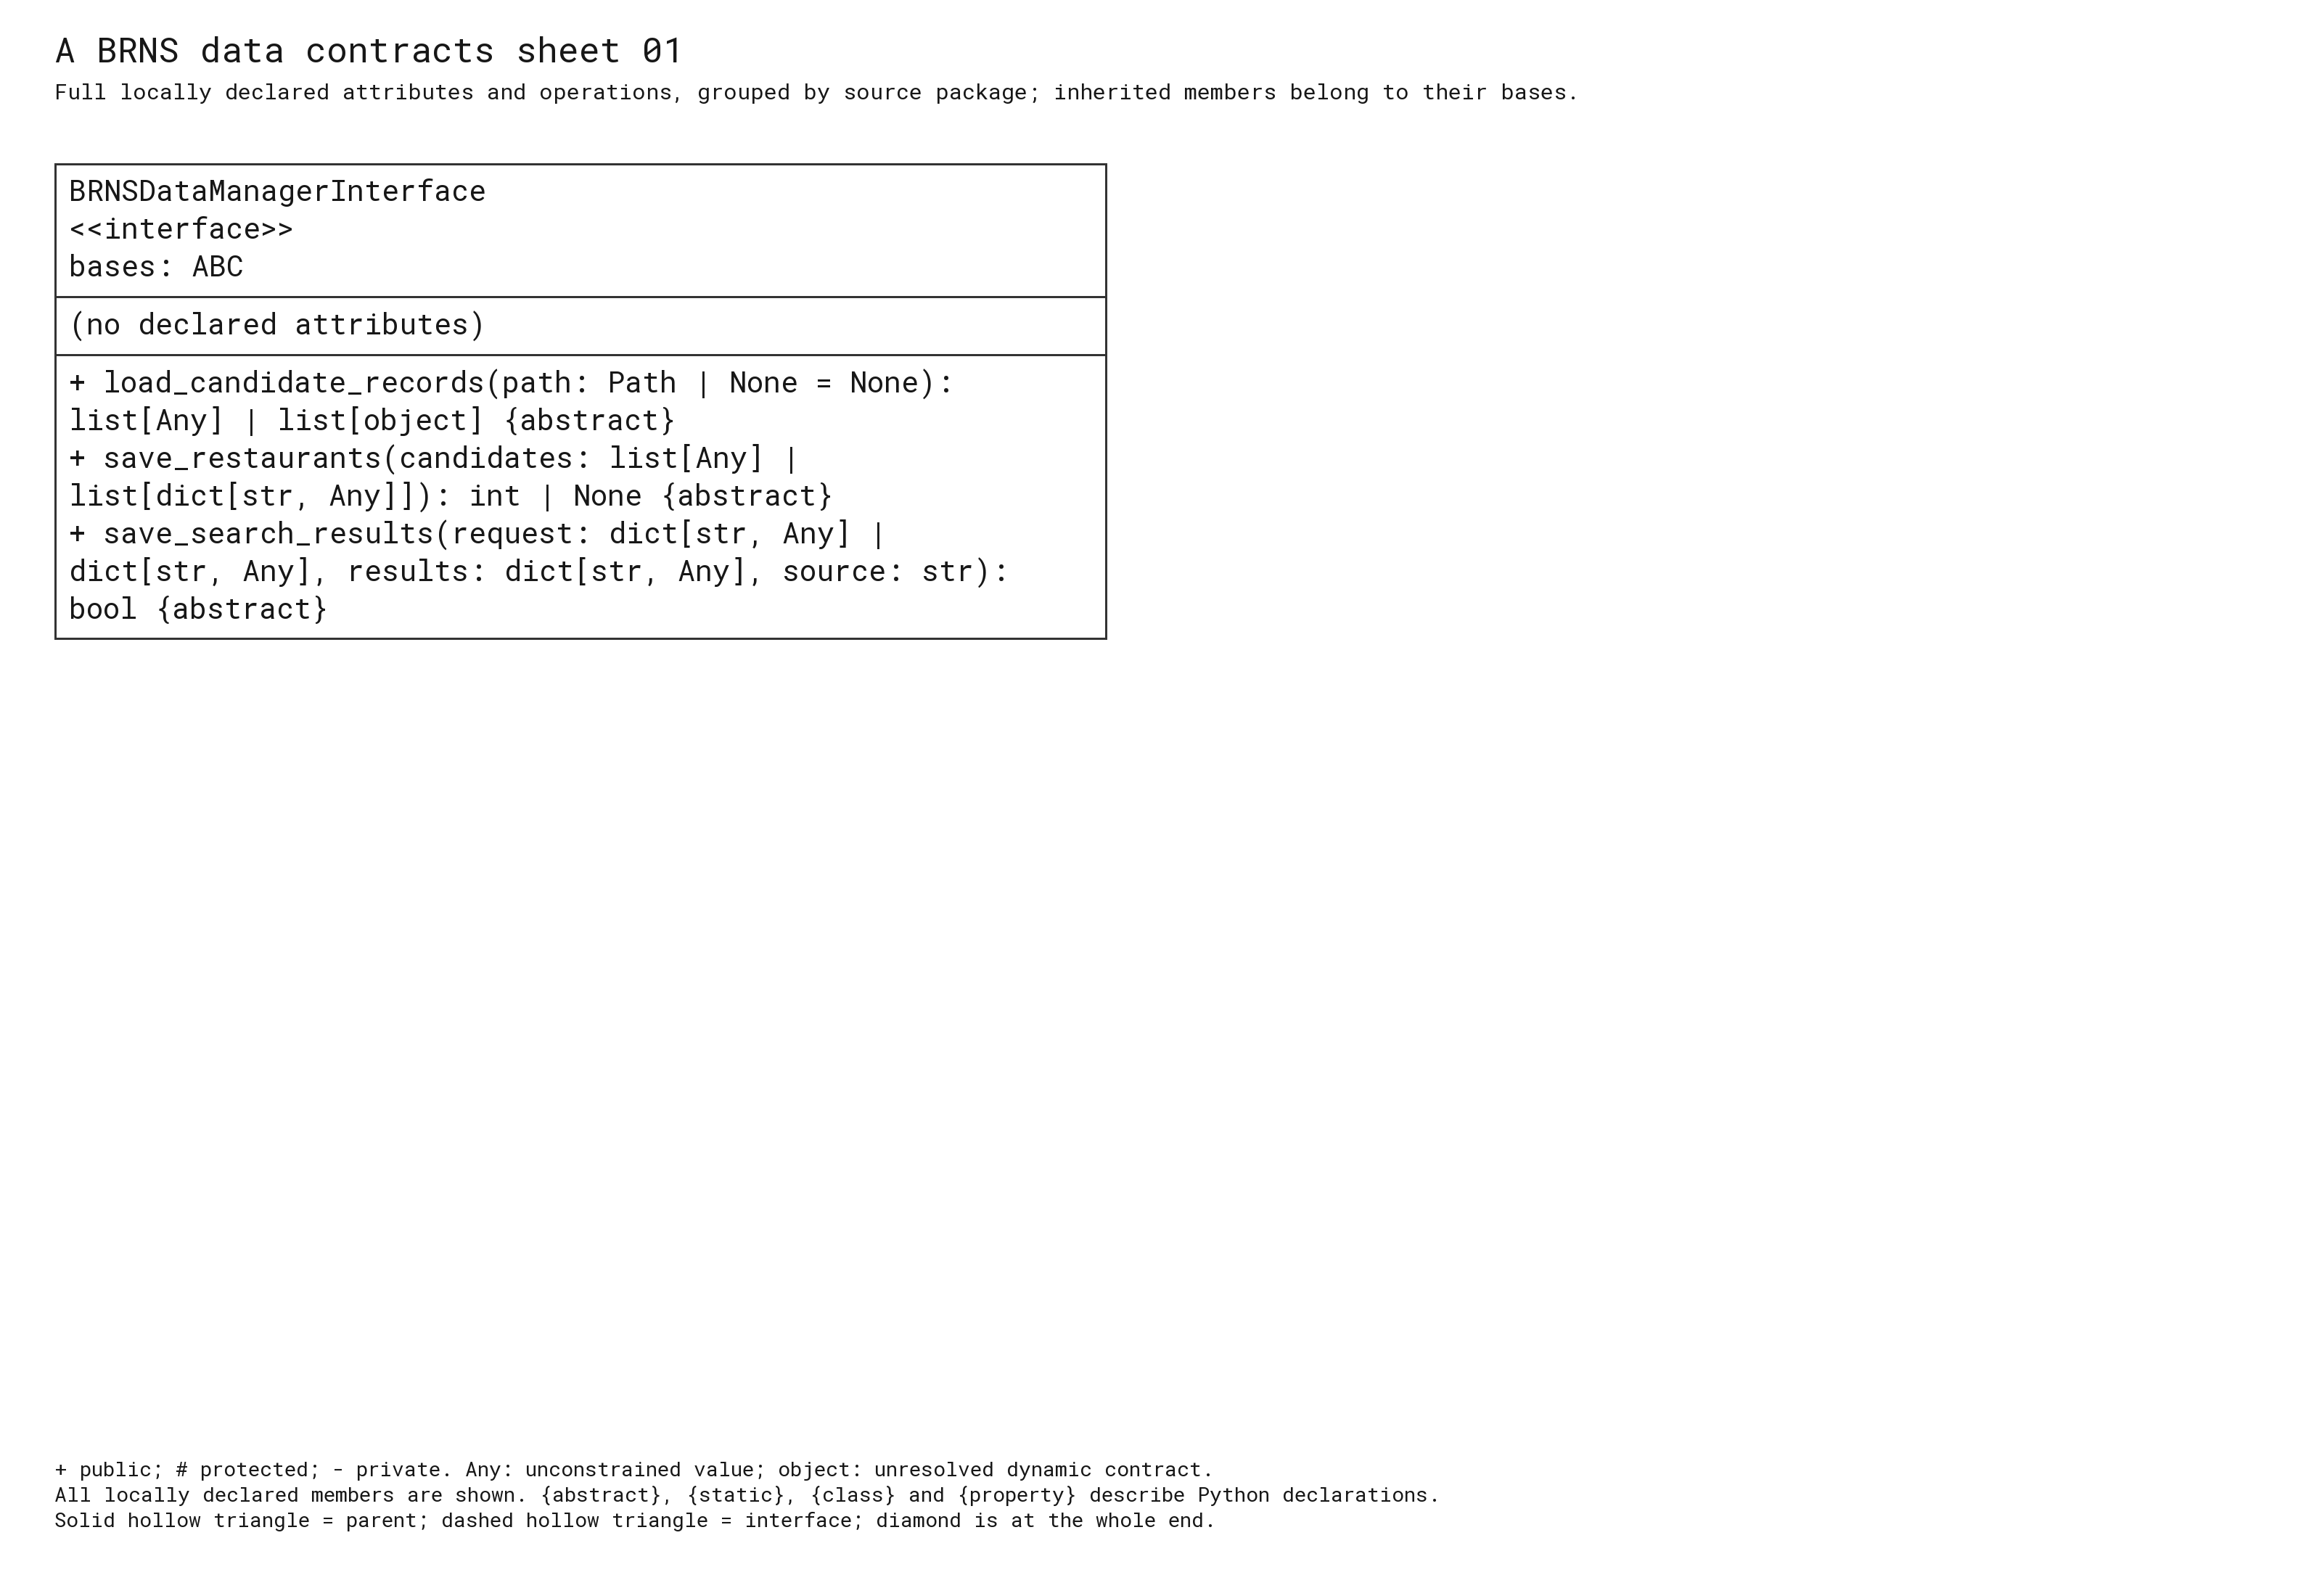 A BRNS data contracts sheet 01
Full locally declared attributes and operations, grouped by source package; inherited members belong to their bases.
BRNSDataManagerInterface
<<interface>>
bases: ABC
(no declared attributes)
+ load_candidate_records(path: Path | None = None):
list[Any] | list[object] {abstract}
+ save_restaurants(candidates: list[Any] |
list[dict[str, Any]]): int | None {abstract}
+ save_search_results(request: dict[str, Any] |
dict[str, Any], results: dict[str, Any], source: str):
bool {abstract}
+ public; # protected; - private. Any: unconstrained value; object: unresolved dynamic contract.
All locally declared members are shown. {abstract}, {static}, {class} and {property} describe Python declarations.
Solid hollow triangle = parent; dashed hollow triangle = interface; diamond is at the whole end.